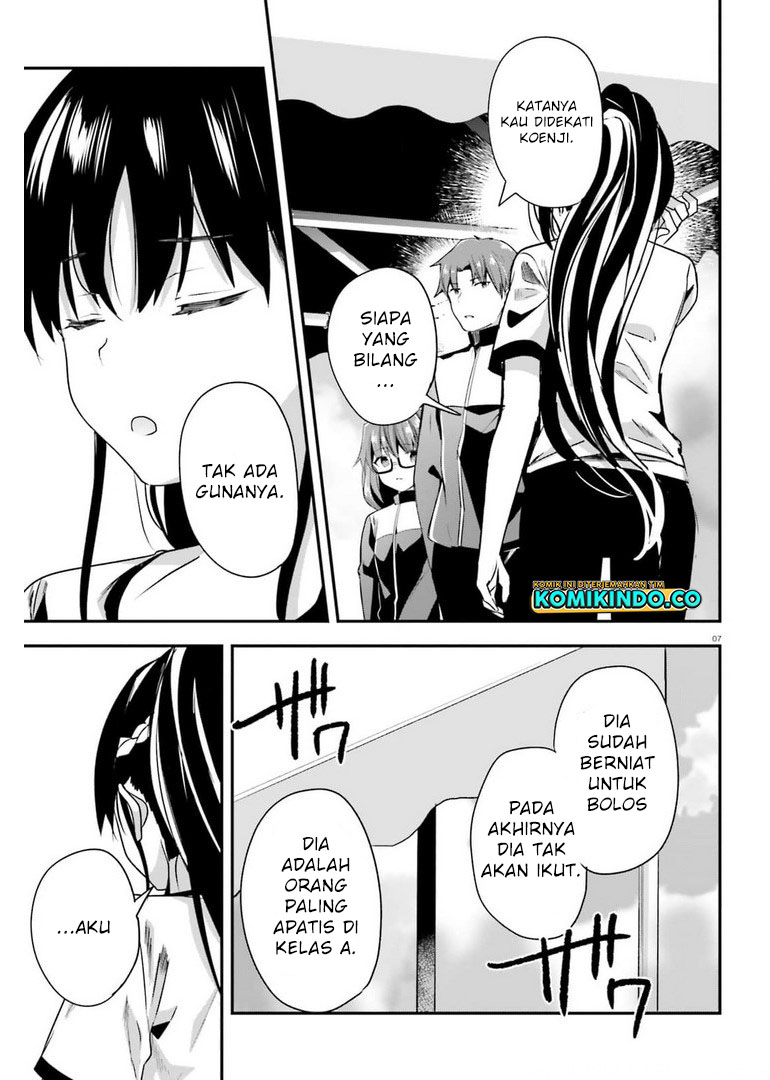 KATANYA
KAU DIDEKATI
KOENJI.
SIAPA
YANG
BILANG
...
KOMIK INI DITERJEMAHKAN TIM
KOMIKINDO.CO
TAK ADA
GUNANYA.
07
DIA
SUDAH
BERNIAT
UNTUK
BOLOS
PADA
AKHIRNYA
DIA TAK
AKAN IKUT.
ザワ
ザワ
DIA
ADALAH
ORANG
PALING
APATIS DI
KELAS A.
...AKU